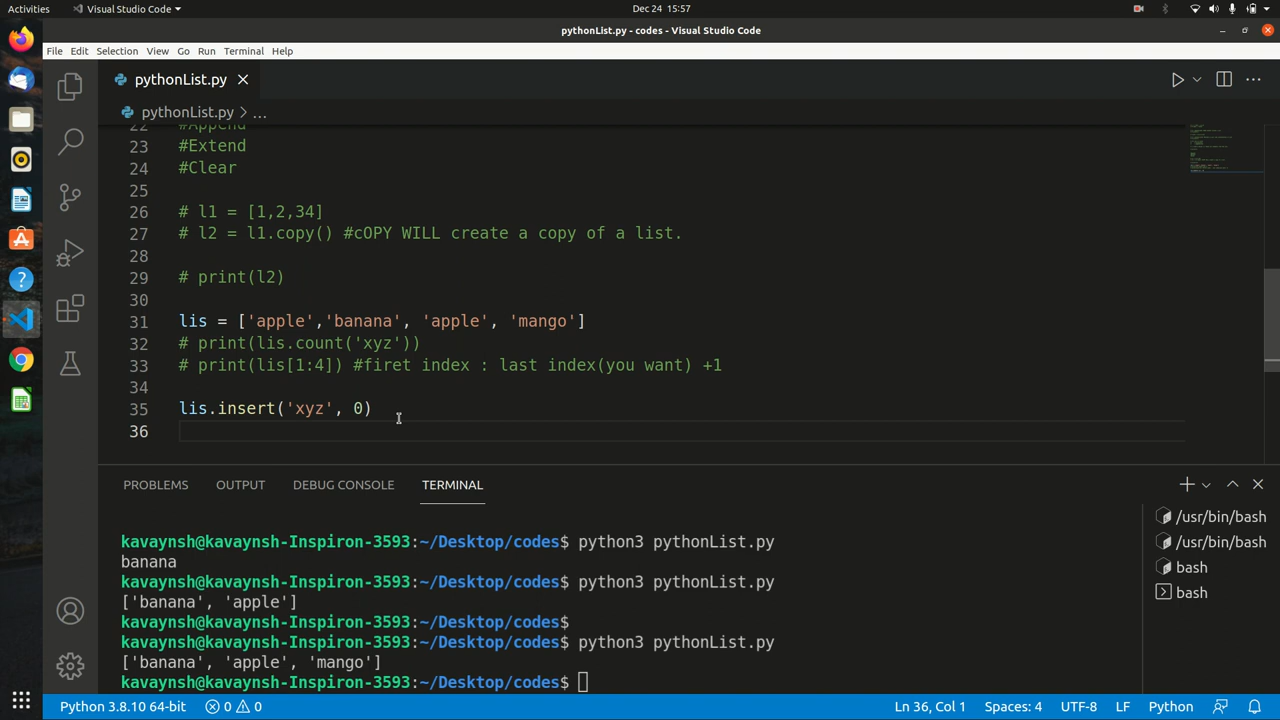 Activities
Visual Studio Code
Dec 24 15:57
pythonList.py - codes - Visual Studio Code
File Edit Selection View Go Run Terminal Help
pythonList.py
pythonList.py > ...
22 #Append
23 #Extend
24 #Clear
25
26 # l1 = [1,2,34]
27 # l2 = l1.copy() #cOPY WILL create a copy of a list.
28
29 # print(l2)
30
31 lis = ['apple','banana', 'apple', 'mango']
32 # print(lis.count('xyz'))
33 # print(lis[1:4]) #firet index : last index(you want) +1
34
35 lis.insert('xyz', 0)
36
PROBLEMS OUTPUT DEBUG CONSOLE TERMINAL
kavaynsh@kavaynsh-Inspiron-3593:~/Desktop/codes$ python3 pythonList.py
banana
kavaynsh@kavaynsh-Inspiron-3593:~/Desktop/codes$ python3 pythonList.py
['banana', 'apple']
kavaynsh@kavaynsh-Inspiron-3593:~/Desktop/codes$
kavaynsh@kavaynsh-Inspiron-3593:~/Desktop/codes$ python3 pythonList.py
['banana', 'apple', 'mango']
kavaynsh@kavaynsh-Inspiron-3593:~/Desktop/codes$
/usr/bin/bash
/usr/bin/bash
bash
bash
Python 3.8.10 64-bit
0
0
Ln 36, Col 1
Spaces: 4
UTF-8
LF
Python